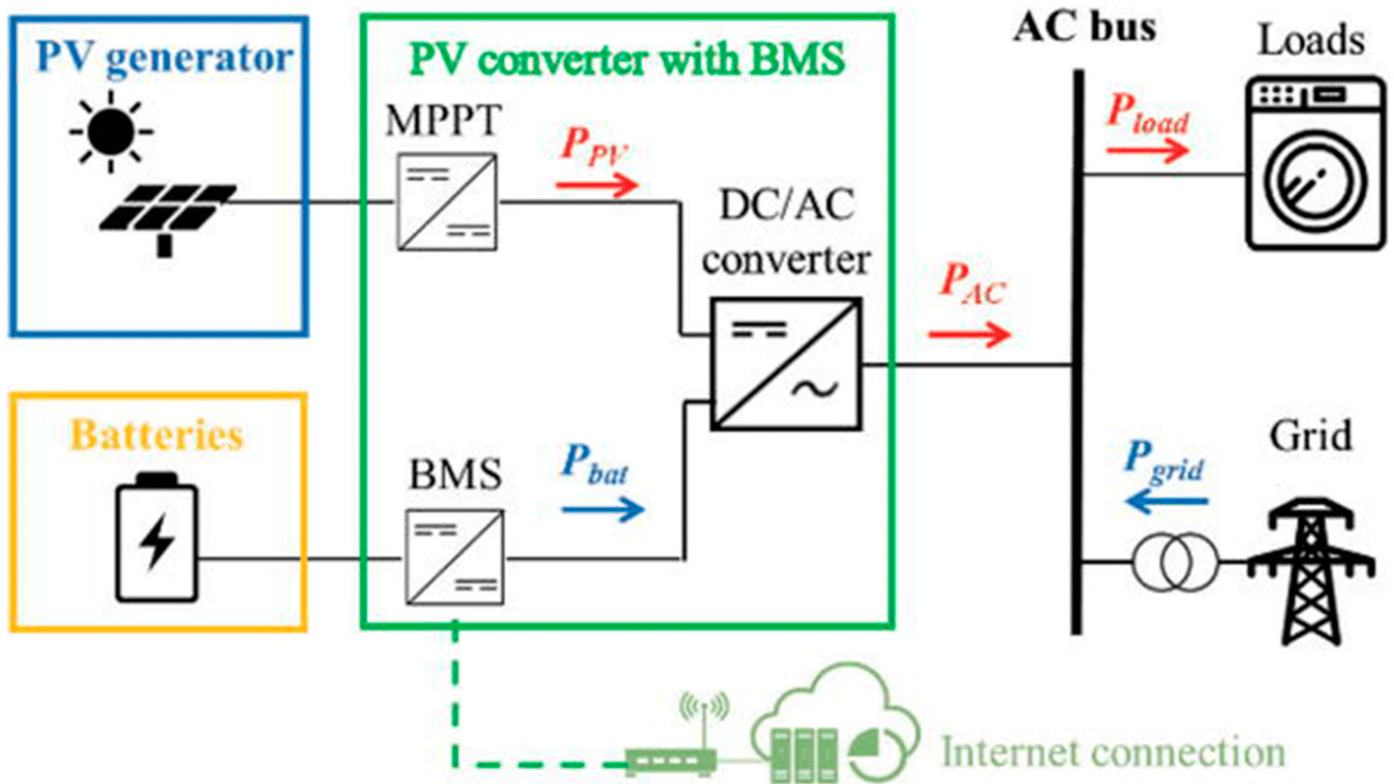 PV generator
PV converter with BMS
AC bus
Loads
MPPT
P_PV
P_load
DC/AC
converter
P_AC
Batteries
BMS
P_bat
P_grid
Grid
Internet connection